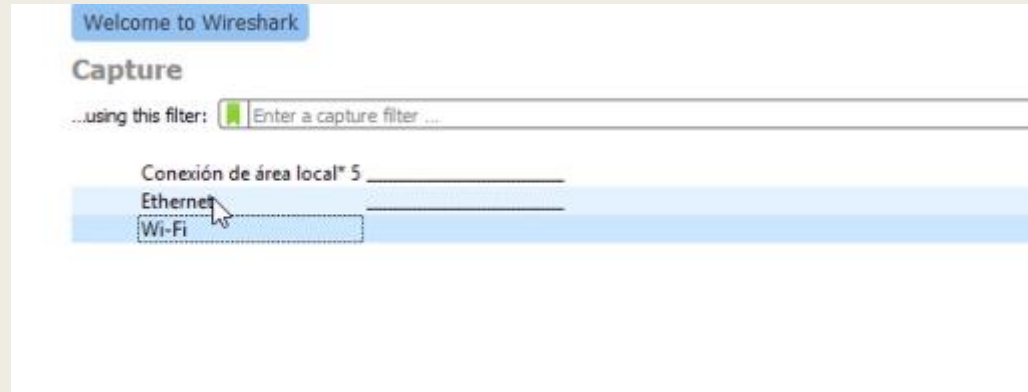 Welcome to Wireshark
Capture
...using this filter: Enter a capture filter ...
Conexión de área local* 5
Ethernet
Wi-Fi